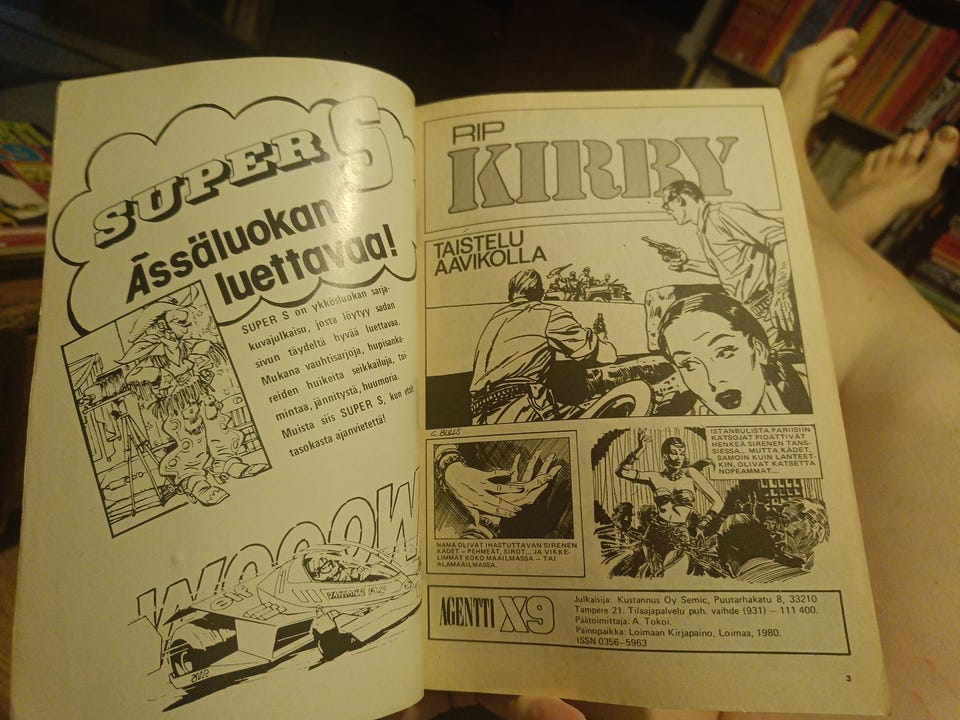 SUPER S
Ässäluokan
luettavaa!
SUPER S on ykkösluokan sarja-
kuvajulkaisu, josta löytyy sadan
sivun täydeltä hyvää luettavaa.
Mukana vauhtisarjoja, hupisanka-
reiden huikeita seikkailuja, toi-
mintaa, jännitystä, huumoria.
Muista siis SUPER S, kun etsit
tasokasta ajanvietettä!
WOOOW
RIP
KIRBY
TAISTELU
AAVIKOLLA
C. BULLS
NÄMÄ OLIVAT IHASTUTTAVAN SIRENEN
KÄDET – PEHMEÄT, SIROT... JA VIKKE-
LIMMÄT KOKO MAAILMASSA – TAI
ALAMAAILMASSA.
ISTANBULISTA PARIISIIN
KATSOJAT PIDÄTTIVÄT
HENKEÄ SIRENEN TANS-
SIESSA... MUTTA KÄDET,
SAMOIN KUIN LANTEET-
KIN, OLIVAT KATSETTA
NOPEAMMAT...
AGENTTI X9
Julkaisija: Kustannus Oy Semic, Puutarhakatu 8, 33210
Tampere 21. Tilaajapalvelu puh. vaihde (931) – 111 400.
Päätoimittaja: A. Tokoi.
Painopaikka: Loimaan Kirjapaino, Loimaa, 1980.
ISSN 0356-5963
3